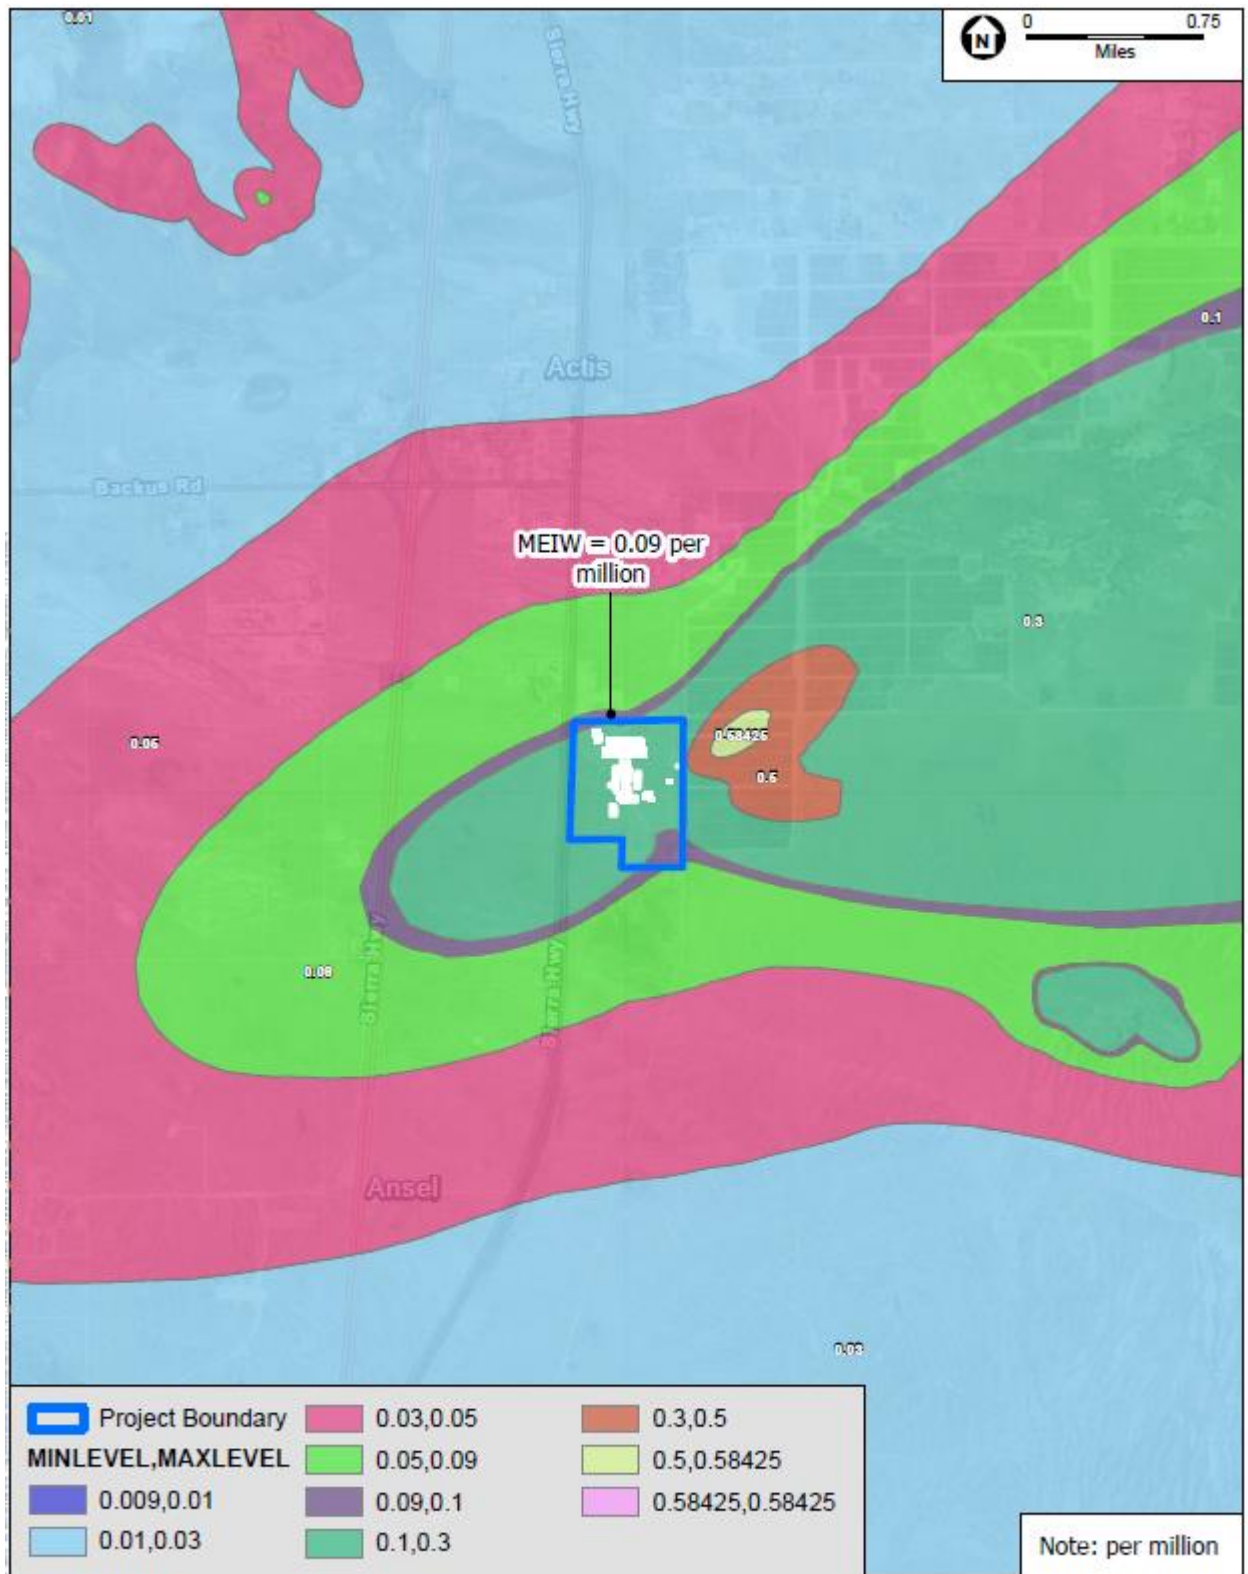 0.01
N
0
0.75
Miles
Sierra Hwy
0.1
Actis
Backus Rd
MEIW = 0.09 per
million
0.3
0.58425
0.5
0.05
0.09
Sierra Hwy
Sierra Hwy
Ansel
0.03
Project Boundary
MINLEVEL,MAXLEVEL
0.009,0.01
0.01,0.03
0.03,0.05
0.05,0.09
0.09,0.1
0.1,0.3
0.3,0.5
0.5,0.58425
0.58425,0.58425
Note: per million